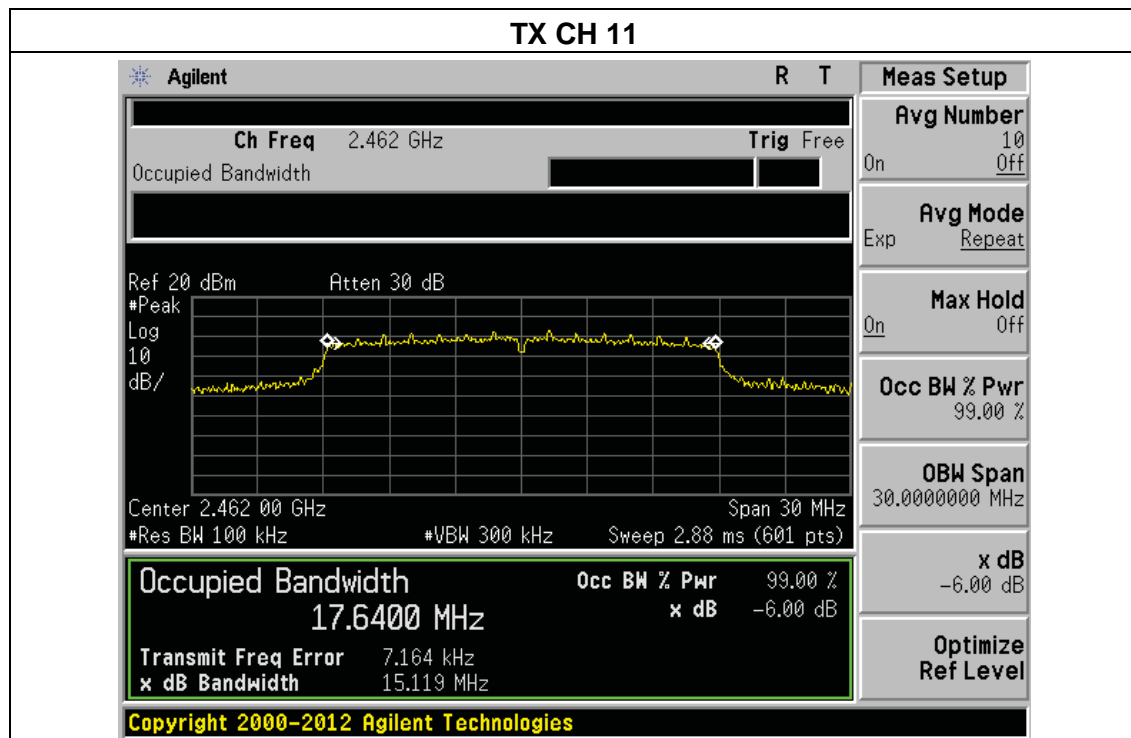 TX CH 11
Agilent R T
Ch Freq 2.462 GHz Trig Free
Occupied Bandwidth
Ref 20 dBm Atten 30 dB
#Peak
Log
10
dB/
Center 2.462 00 GHz Span 30 MHz
#Res BW 100 kHz #VBW 300 kHz Sweep 2.88 ms (601 pts)
Occupied Bandwidth Occ BW % Pwr 99.00 %
17.6400 MHz x dB -6.00 dB
Transmit Freq Error 7.164 kHz
x dB Bandwidth 15.119 MHz
Copyright 2000-2012 Agilent Technologies
Meas Setup
Avg Number
10
On Off
Avg Mode
Exp Repeat
Max Hold
On Off
Occ BW % Pwr
99.00 %
OBW Span
30.0000000 MHz
x dB
-6.00 dB
Optimize
Ref Level